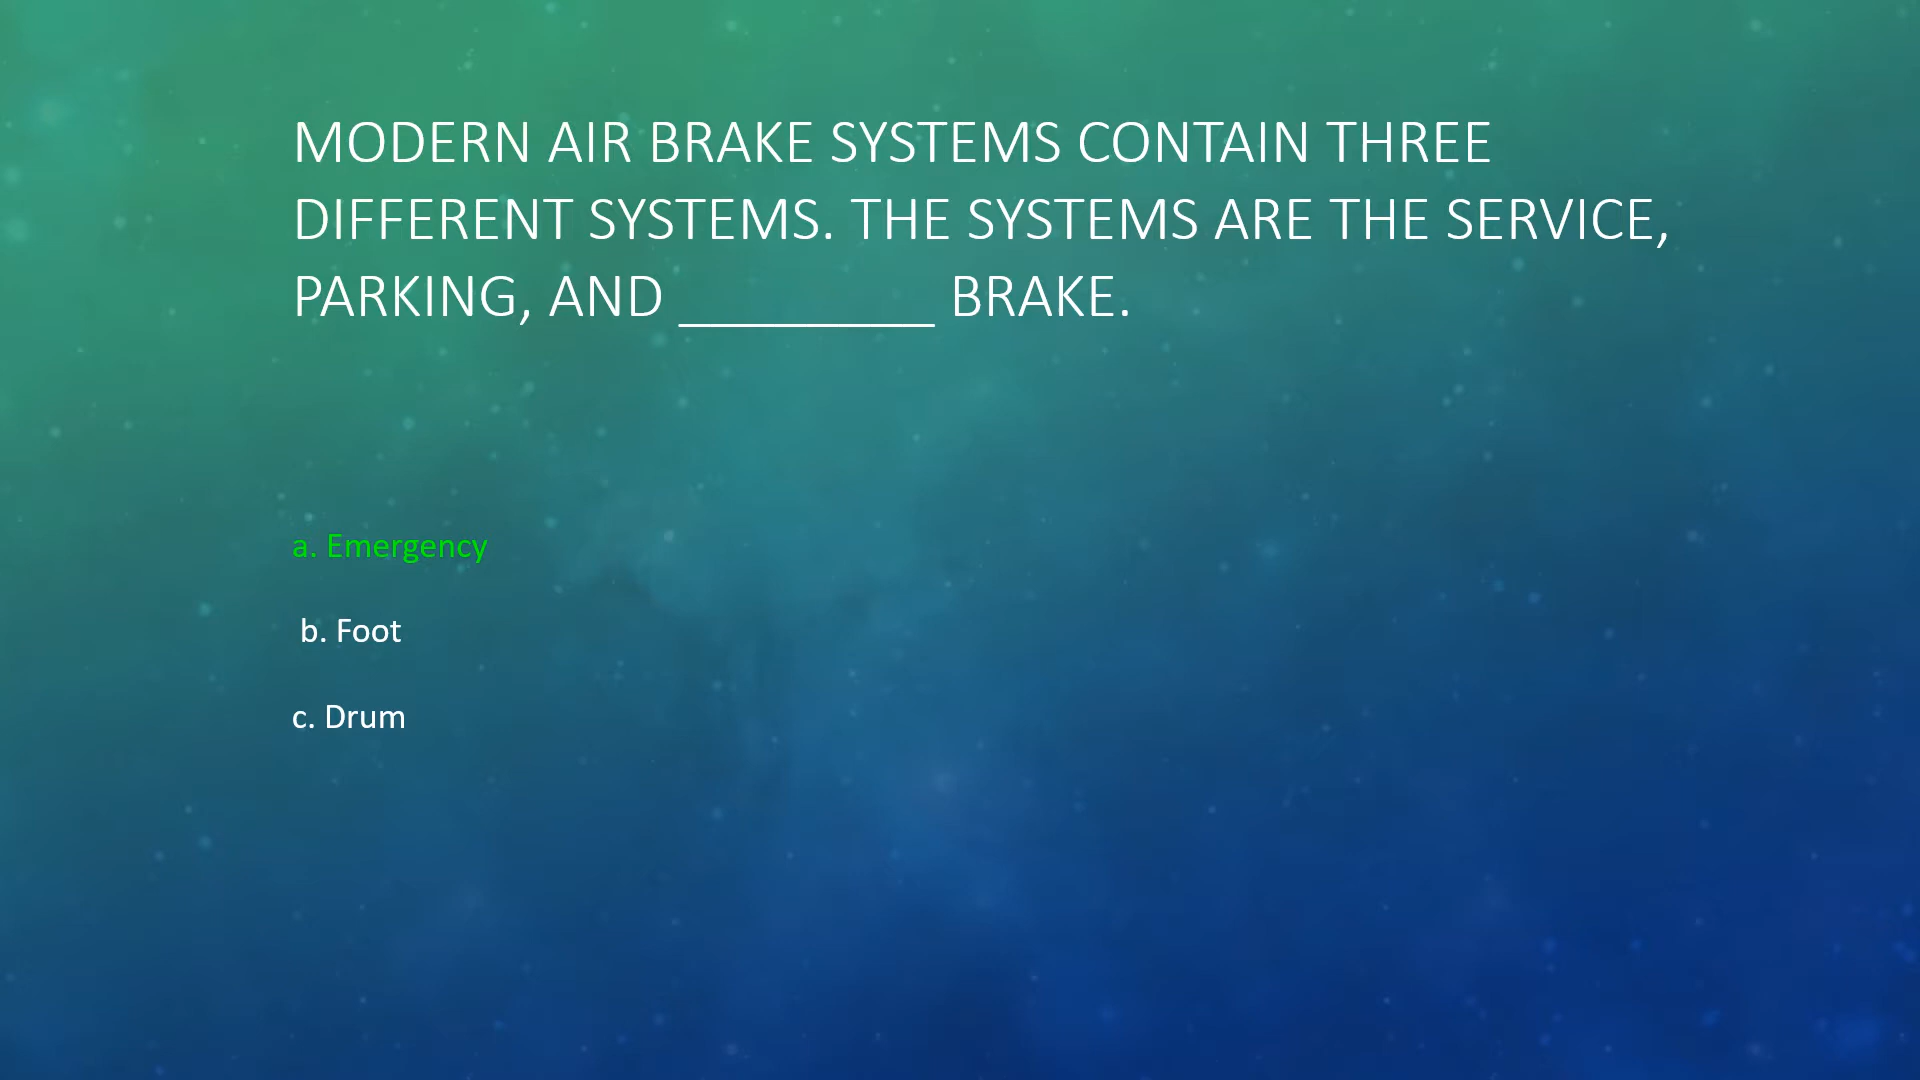 MODERN AIR BRAKE SYSTEMS CONTAIN THREE
DIFFERENT SYSTEMS. THE SYSTEMS ARE THE SERVICE,
PARKING, AND _________ BRAKE.
a. Emergency
b. Foot
c. Drum